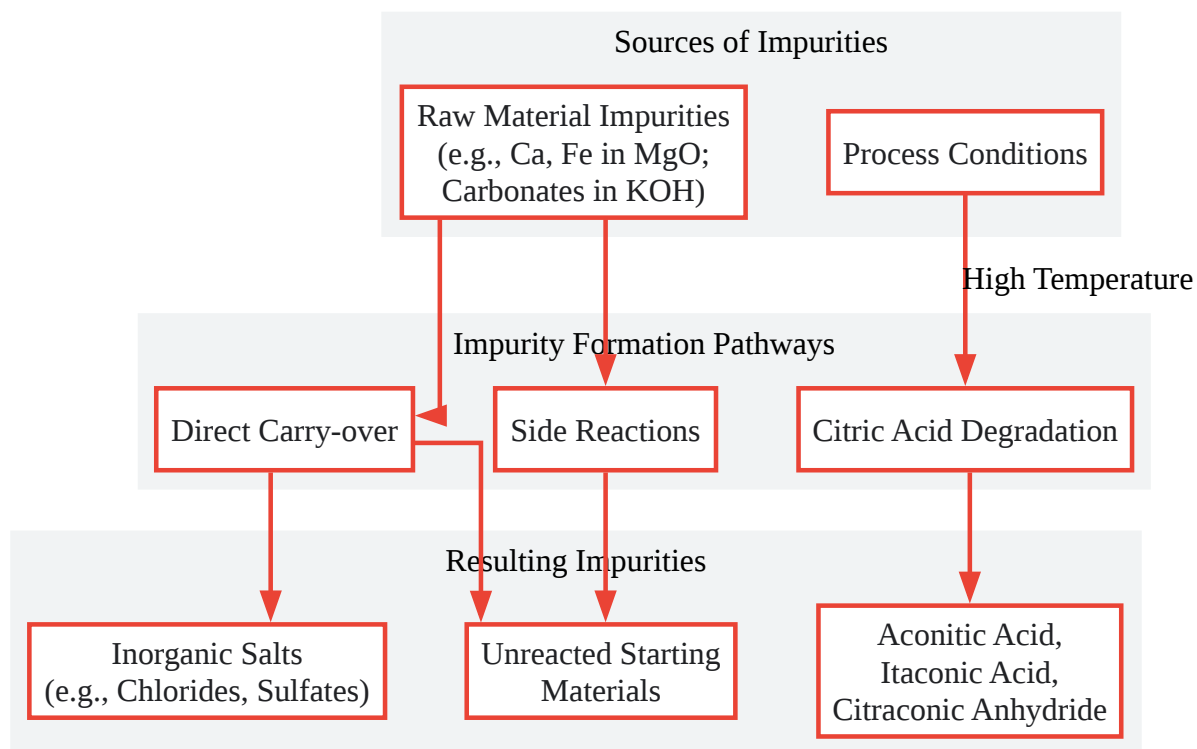 Sources of Impurities
Raw Material Impurities
(e.g., Ca, Fe in MgO;
Carbonates in KOH)
Process Conditions
High Temperature
Impurity Formation Pathways
Direct Carry-over
Side Reactions
Citric Acid Degradation
Resulting Impurities
Inorganic Salts
(e.g., Chlorides, Sulfates)
Unreacted Starting
Materials
Aconitic Acid,
Itaconic Acid,
Citraconic Anhydride